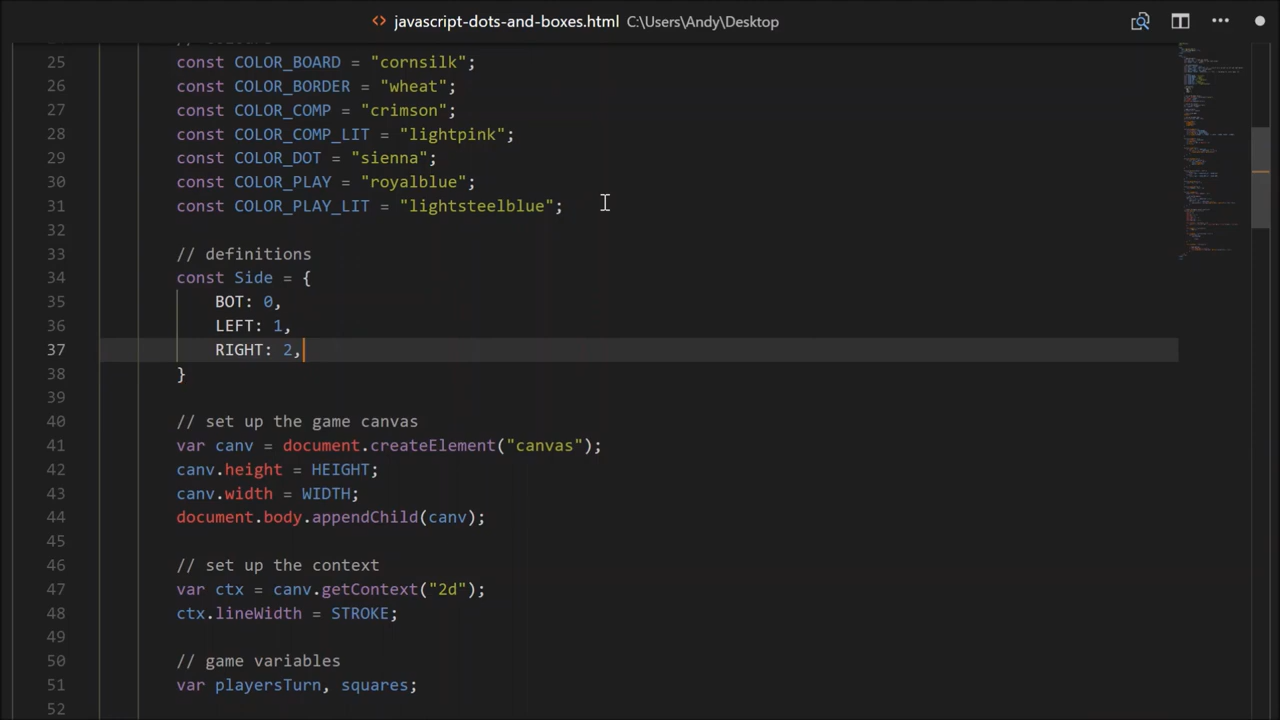 javascript-dots-and-boxes.html C:\Users\Andy\Desktop
25 const COLOR_BOARD = "cornsilk";
26 const COLOR_BORDER = "wheat";
27 const COLOR_COMP = "crimson";
28 const COLOR_COMP_LIT = "lightpink";
29 const COLOR_DOT = "sienna";
30 const COLOR_PLAY = "royalblue";
31 const COLOR_PLAY_LIT = "lightsteelblue";
32
33 // definitions
34 const Side = {
35 BOT: 0,
36 LEFT: 1,
37 RIGHT: 2,
38 }
39
40 // set up the game canvas
41 var canv = document.createElement("canvas");
42 canv.height = HEIGHT;
43 canv.width = WIDTH;
44 document.body.appendChild(canv);
45
46 // set up the context
47 var ctx = canv.getContext("2d");
48 ctx.lineWidth = STROKE;
49
50 // game variables
51 var playersTurn, squares;
52